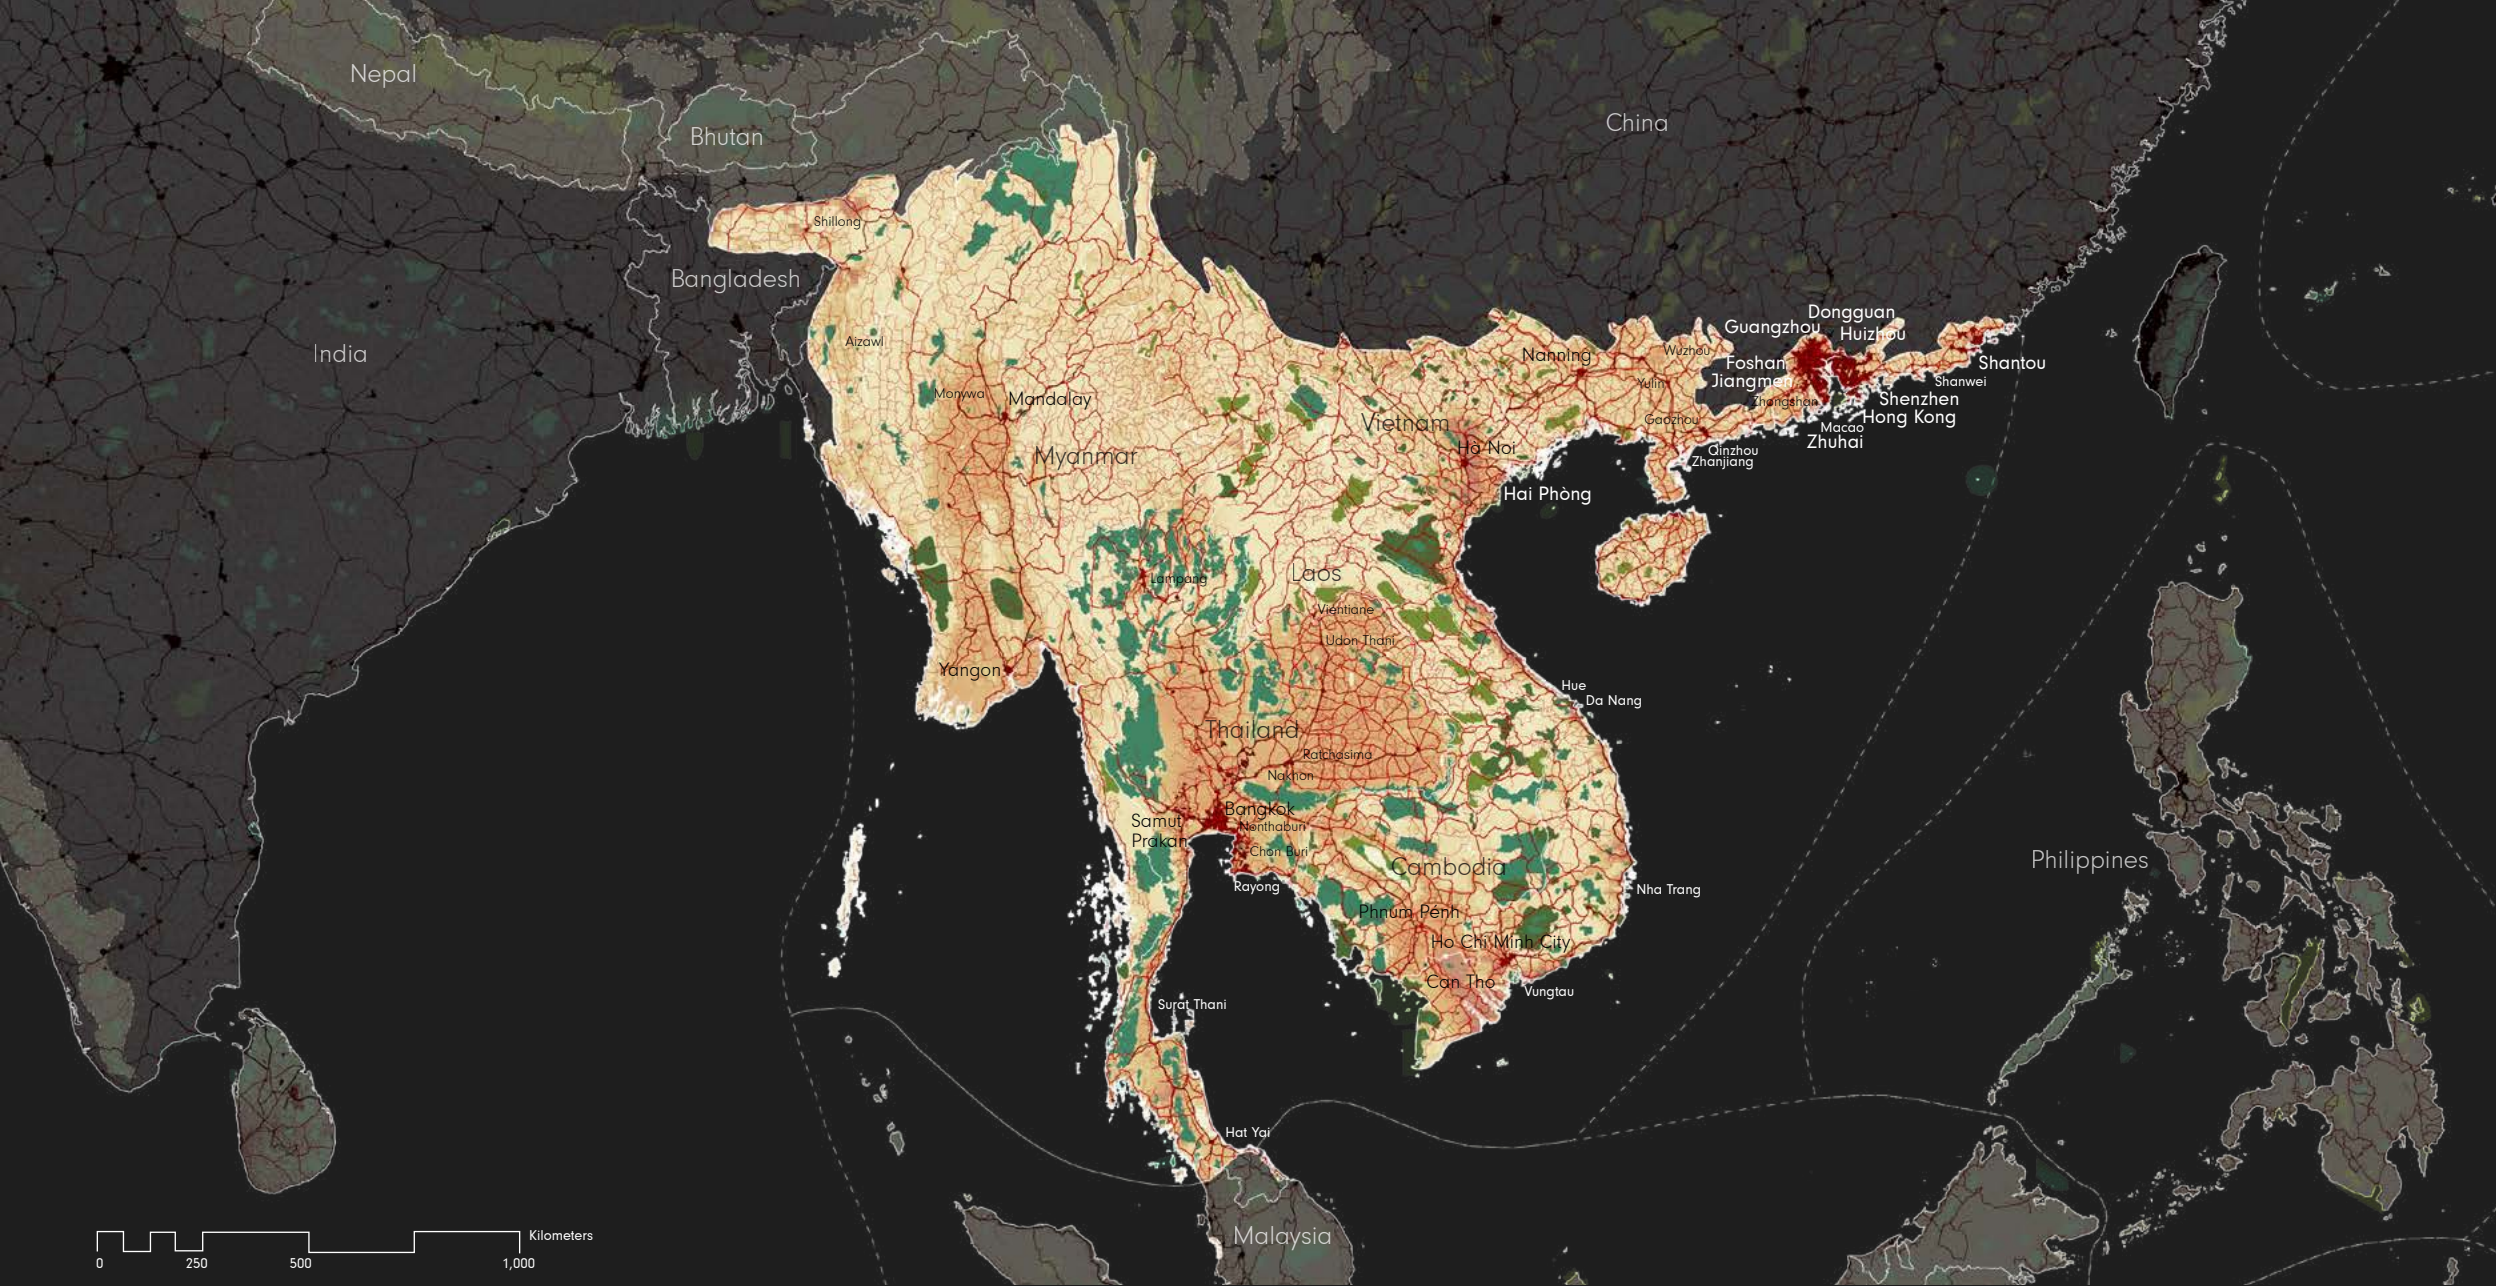 Nepal
Bhutan
China
Shillong
Bangladesh
India
Aizawl
Monywa
Mandalay
Myanmar
Dongguan
Guangzhou
Huizhou
Nanning
Wuzhou
Foshan
Shantou
Jiangmen
Yulin
Shanwei
Zhongshan
Shenzhen
Gaozhou
Hong Kong
Macao
Zhuhai
Vietnam
Hà Noi
Qinzhou
Zhanjiang
Hai Phòng
Lampang
Laos
Vientiane
Udon Thani
Yangon
Hue
Da Nang
Thailand
Ratchasima
Nakhon
Bangkok
Samut
Prakan
Nonthaburi
Chon Buri
Cambodia
Rayong
Nha Trang
Philippines
Phnum Pénh
Ho Chi Minh City
Can Tho
Vungtau
Surat Thani
Hat Yai
Malaysia
Kilometers
0 250 500 1,000